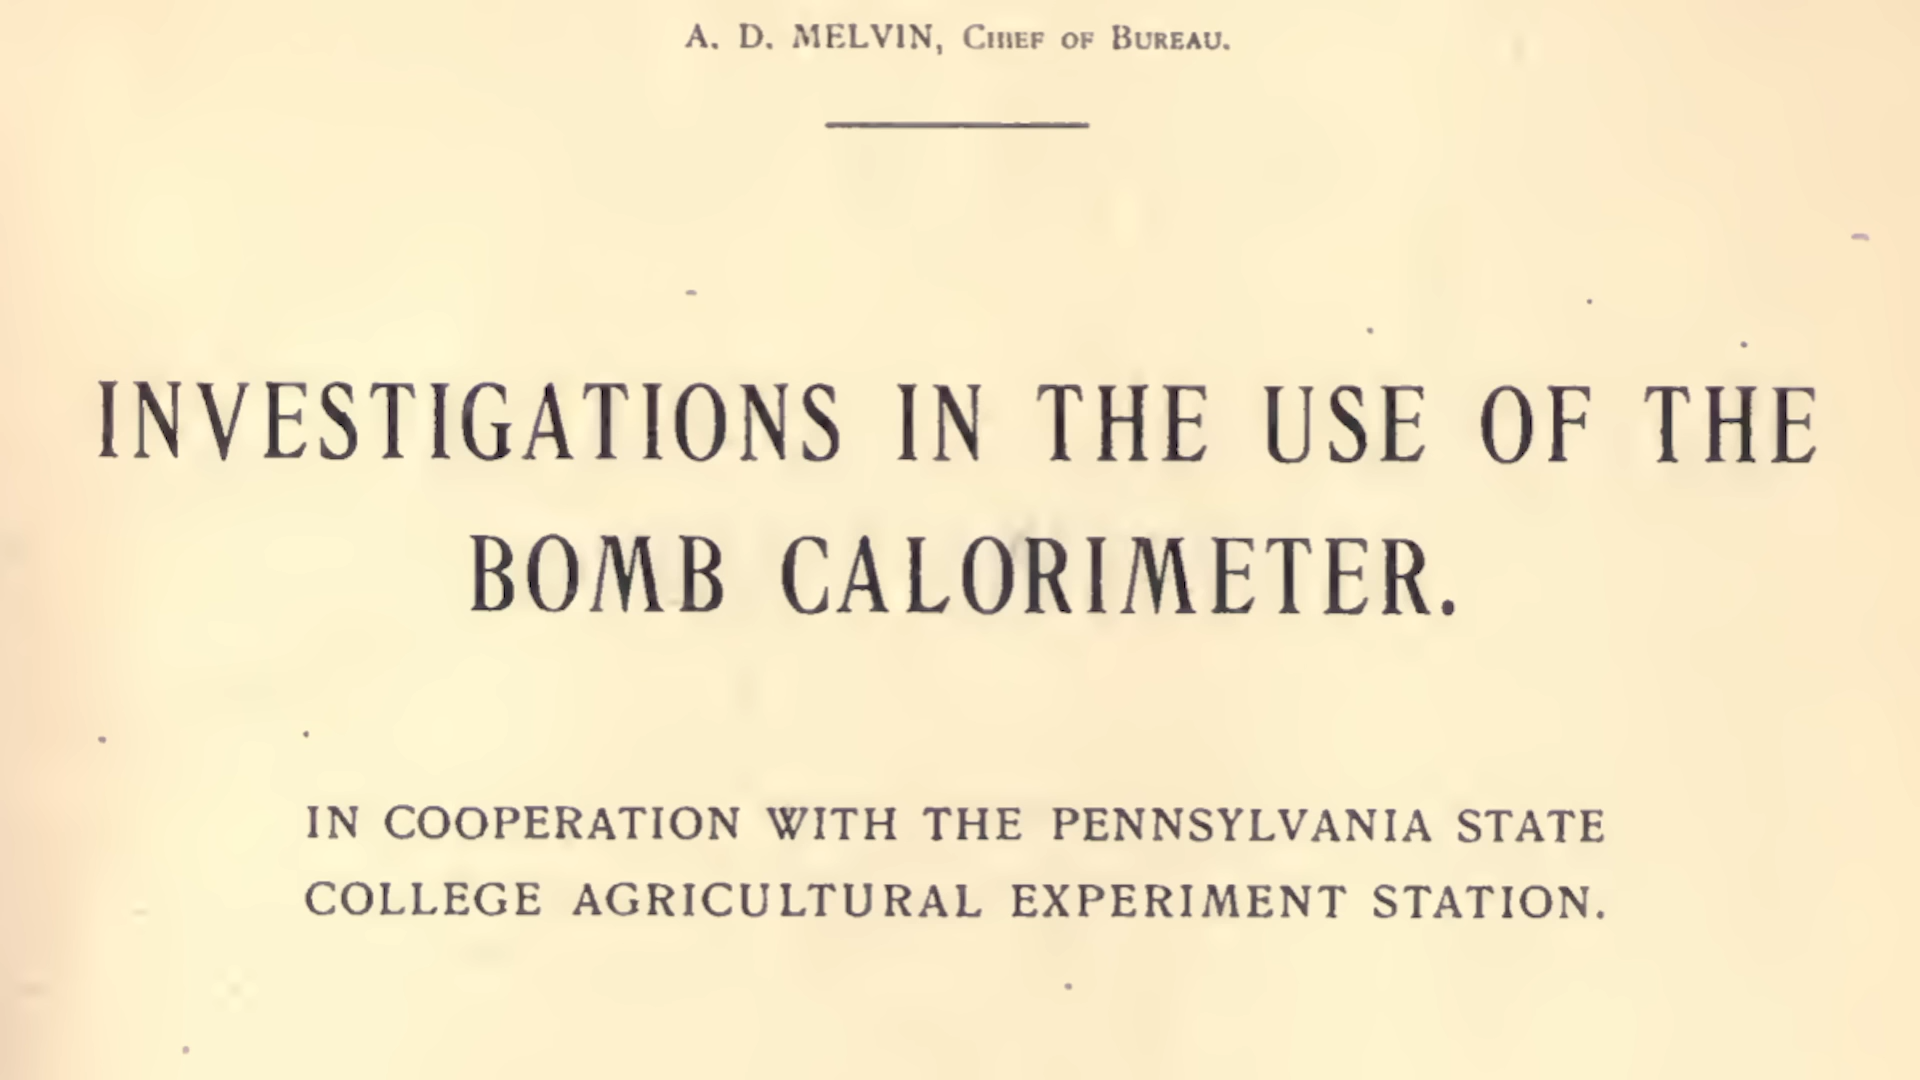 A. D. MELVIN, Chief of Bureau.
INVESTIGATIONS IN THE USE OF THE
BOMB CALORIMETER.
IN COOPERATION WITH THE PENNSYLVANIA STATE
COLLEGE AGRICULTURAL EXPERIMENT STATION.